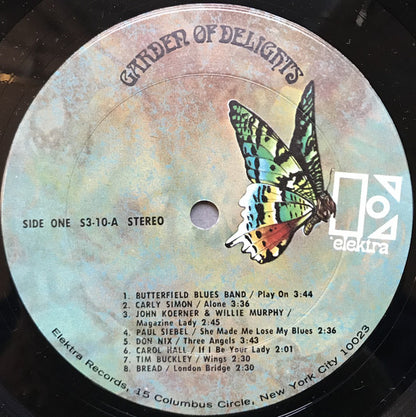 GARDEN OF DELIGHTS
elektra
SIDE ONE S3-10-A STEREO
1. BUTTERFIELD BLUES BAND / Play On 3:44
2. CARLY SIMON / Alone 3:36
3. JOHN KOERNER & WILLIE MURPHY /
Magazine Lady 2:45
4. PAUL SIEBEL / She Made Me Lose My Blues 2:36
5. DON NIX / Three Angels 3:43
6. CAROL HALL / If I Be Your Lady 2:01
7. TIM BUCKLEY / Wings 2:30
8. BREAD / London Bridge 2:30
Elektra Records, 15 Columbus Circle, New York City 10023